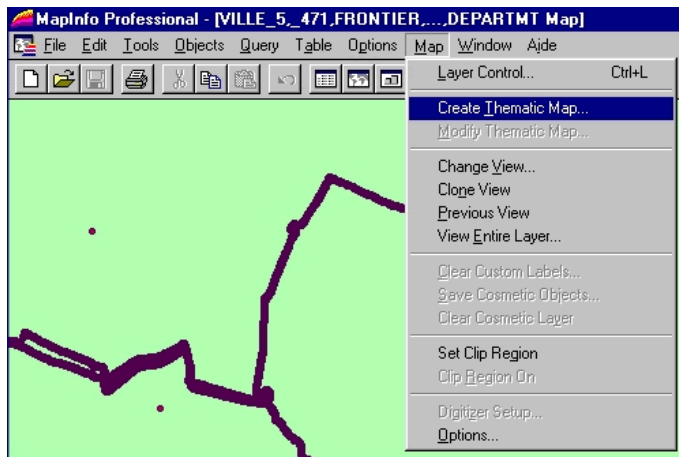 MapInfo Professional - [VILLE_5,_471,FRONTIER,...,DEPARTMT Map]
File Edit Tools Objects Query Table Options Map Window Aide
Layer Control... Ctrl+L
Create Thematic Map...
Modify Thematic Map...
Change View...
Clone View
Previous View
View Entire Layer...
Clear Custom Labels...
Save Cosmetic Objects...
Clear Cosmetic Layer
Set Clip Region
Clip Region On
Digitizer Setup...
Options...